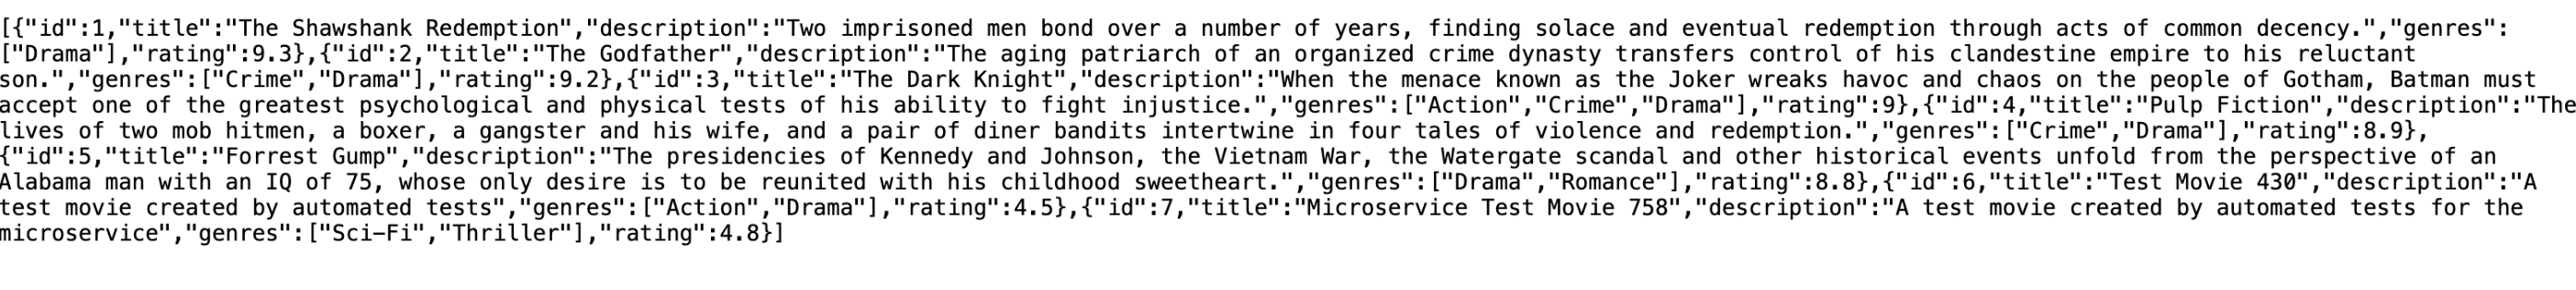 [{"id":1,"title":"The Shawshank Redemption","description":"Two imprisoned men bond over a number of years, finding solace and eventual redemption through acts of common decency.","genres":
["Drama"],"rating":9.3},{"id":2,"title":"The Godfather","description":"The aging patriarch of an organized crime dynasty transfers control of his clandestine empire to his reluctant
son.","genres":["Crime","Drama"],"rating":9.2},{"id":3,"title":"The Dark Knight","description":"When the menace known as the Joker wreaks havoc and chaos on the people of Gotham, Batman must
accept one of the greatest psychological and physical tests of his ability to fight injustice.","genres":["Action","Crime","Drama"],"rating":9},{"id":4,"title":"Pulp Fiction","description":"The
lives of two mob hitmen, a boxer, a gangster and his wife, and a pair of diner bandits intertwine in four tales of violence and redemption.","genres":["Crime","Drama"],"rating":8.9},
{"id":5,"title":"Forrest Gump","description":"The presidencies of Kennedy and Johnson, the Vietnam War, the Watergate scandal and other historical events unfold from the perspective of an
Alabama man with an IQ of 75, whose only desire is to be reunited with his childhood sweetheart.","genres":["Drama","Romance"],"rating":8.8},{"id":6,"title":"Test Movie 430","description":"A
test movie created by automated tests","genres":["Action","Drama"],"rating":4.5},{"id":7,"title":"Microservice Test Movie 758","description":"A test movie created by automated tests for the
microservice","genres":["Sci-Fi","Thriller"],"rating":4.8}]